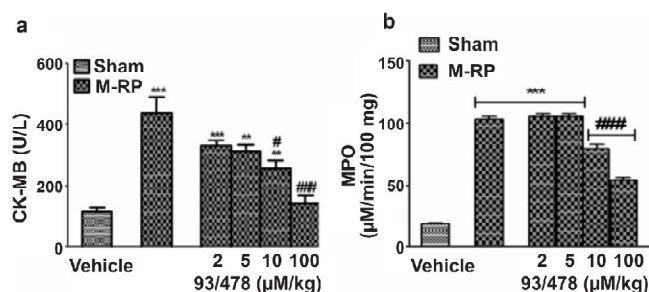 a
Sham
M-RP
600
400
200
0
CK-MB (U/L)
***
***
**
#
**
###
2 5 10 100
Vehicle
93/478 (µM/kg)
b
Sham
M-RP
150
100
50
0
MPO
(µM/min/100 mg)
***
###
2 5 10 100
Vehicle
93/478 (µM/kg)